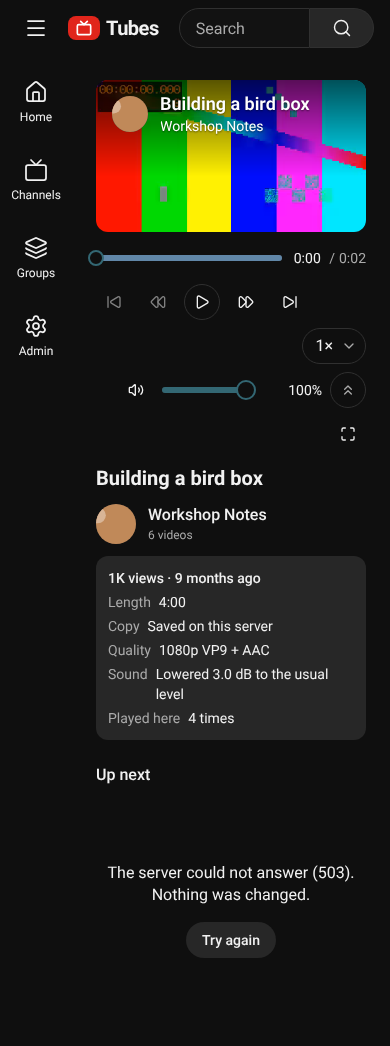 Tubes
Search
Home
Channels
Groups
Admin
00:00:00.000
Building a bird box
Workshop Notes
0:00 / 0:02
1×
100%
Building a bird box
Workshop Notes
6 videos
1K views · 9 months ago
Length 4:00
Copy Saved on this server
Quality 1080p VP9 + AAC
Sound Lowered 3.0 dB to the usual
level
Played here 4 times
Up next
The server could not answer (503).
Nothing was changed.
Try again